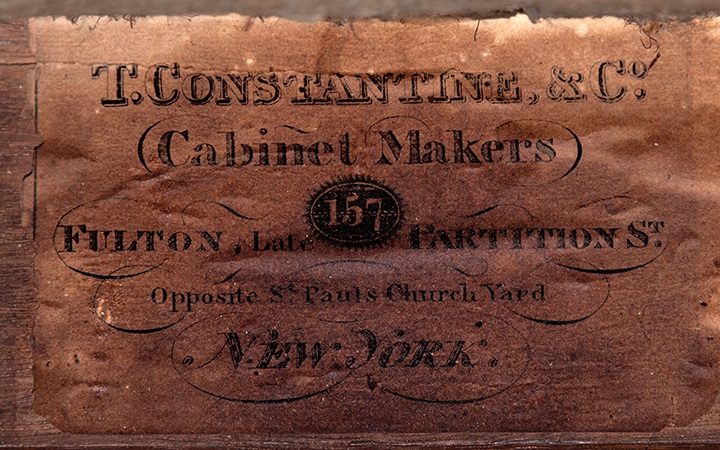 T. CONSTANTINE, & Co.
(Cabinet Makers)
157
FULTON, Late PARTITION ST.
Opposite St. Pauls Church Yard
NEW YORK.